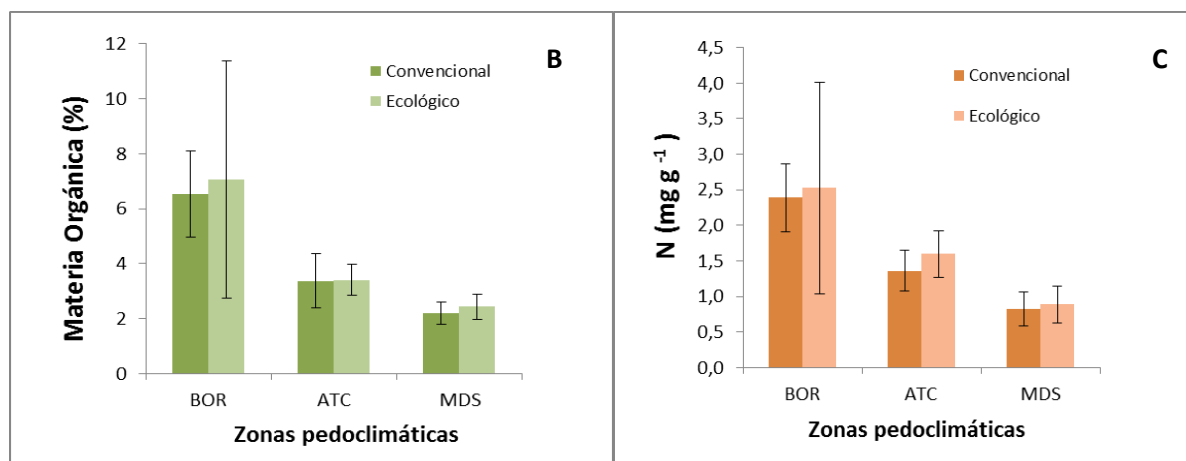 B
Materia Orgánica (%)
12
10
8
6
4
2
0
Convencional
Ecológico
BOR
ATC
MDS
Zonas pedoclimáticas
C
N (mg g -1 )
4,5
4,0
3,5
3,0
2,5
2,0
1,5
1,0
0,5
0,0
Convencional
Ecológico
BOR
ATC
MDS
Zonas pedoclimáticas